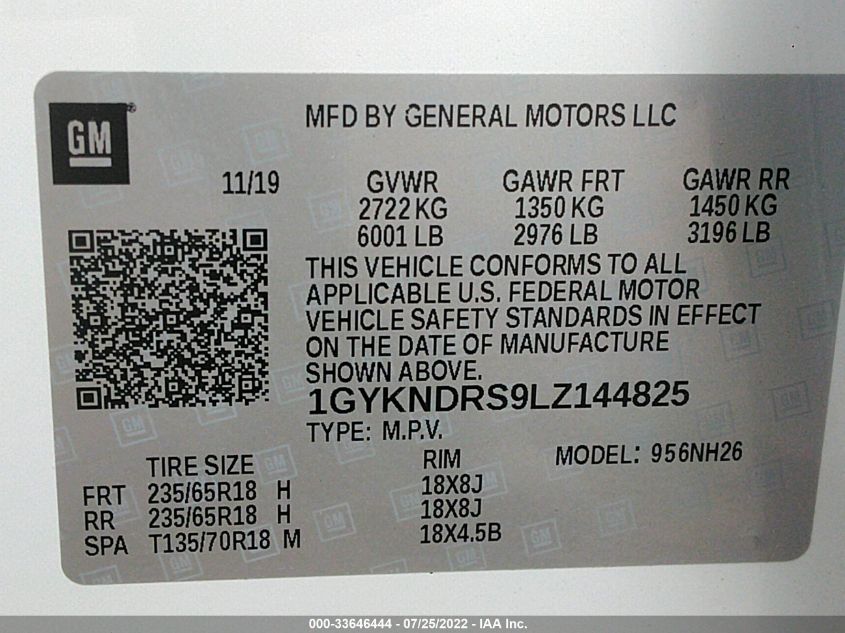 GM
MFD BY GENERAL MOTORS LLC
11/19 GVWR GAWR FRT GAWR RR
2722 KG 1350 KG 1450 KG
6001 LB 2976 LB 3196 LB
THIS VEHICLE CONFORMS TO ALL
APPLICABLE U.S. FEDERAL MOTOR
VEHICLE SAFETY STANDARDS IN EFFECT
ON THE DATE OF MANUFACTURE
SHOWN ABOVE.
1GYKNDRS9LZ144825
TYPE: M.P.V.
TIRE SIZE RIM MODEL: 956NH26
FRT 235/65R18 H 18X8J
RR 235/65R18 H 18X8J
SPA T135/70R18 M 18X4.5B
000-33646444 - 07/25/2022 - IAA Inc.